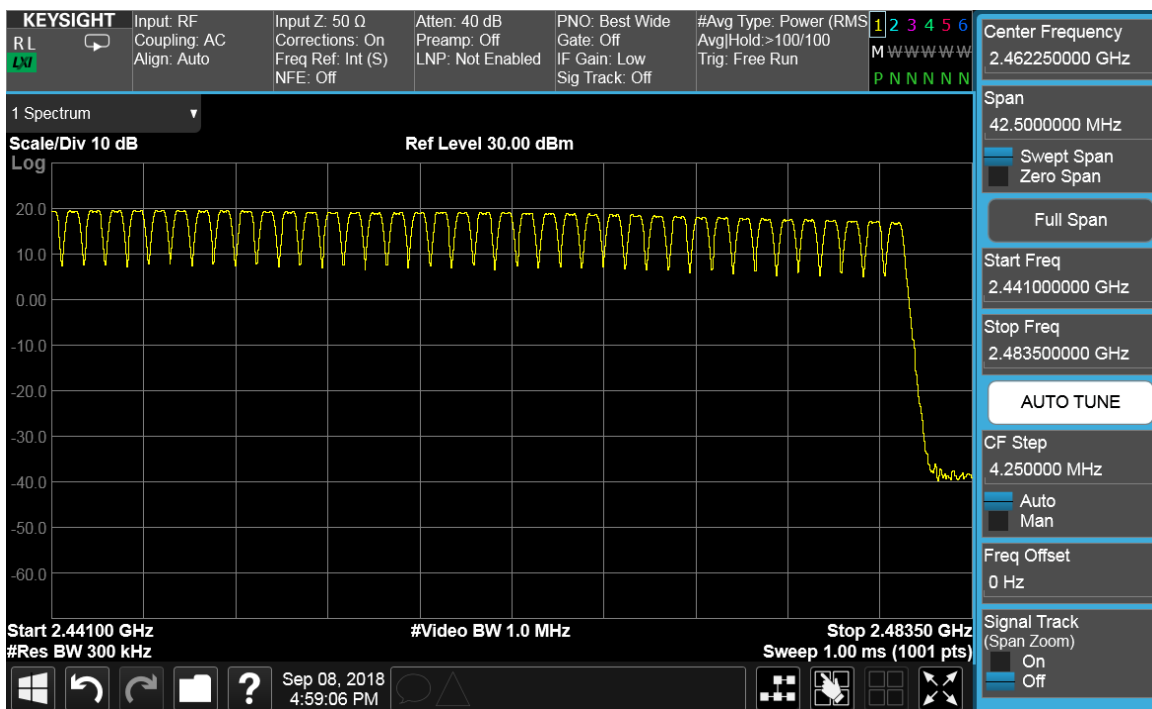 KEYSIGHT
R L
LXI
Input: RF
Coupling: AC
Align: Auto
Input Z: 50 Ω
Corrections: On
Freq Ref: Int (S)
NFE: Off
Atten: 40 dB
Preamp: Off
LNP: Not Enabled
PNO: Best Wide
Gate: Off
IF Gain: Low
Sig Track: Off
#Avg Type: Power (RMS
Avg|Hold:>100/100
Trig: Free Run
1 2 3 4 5 6
M W W W W W
P N N N N N
1 Spectrum
Scale/Div 10 dB
Ref Level 30.00 dBm
Log
20.0
10.0
0.00
-10.0
-20.0
-30.0
-40.0
-50.0
-60.0
Start 2.44100 GHz
#Video BW 1.0 MHz
Stop 2.48350 GHz
#Res BW 300 kHz
Sweep 1.00 ms (1001 pts)
?
Sep 08, 2018
4:59:06 PM
Center Frequency
2.462250000 GHz
Span
42.5000000 MHz
Swept Span
Zero Span
Full Span
Start Freq
2.441000000 GHz
Stop Freq
2.483500000 GHz
AUTO TUNE
CF Step
4.250000 MHz
Auto
Man
Freq Offset
0 Hz
Signal Track
(Span Zoom)
On
Off